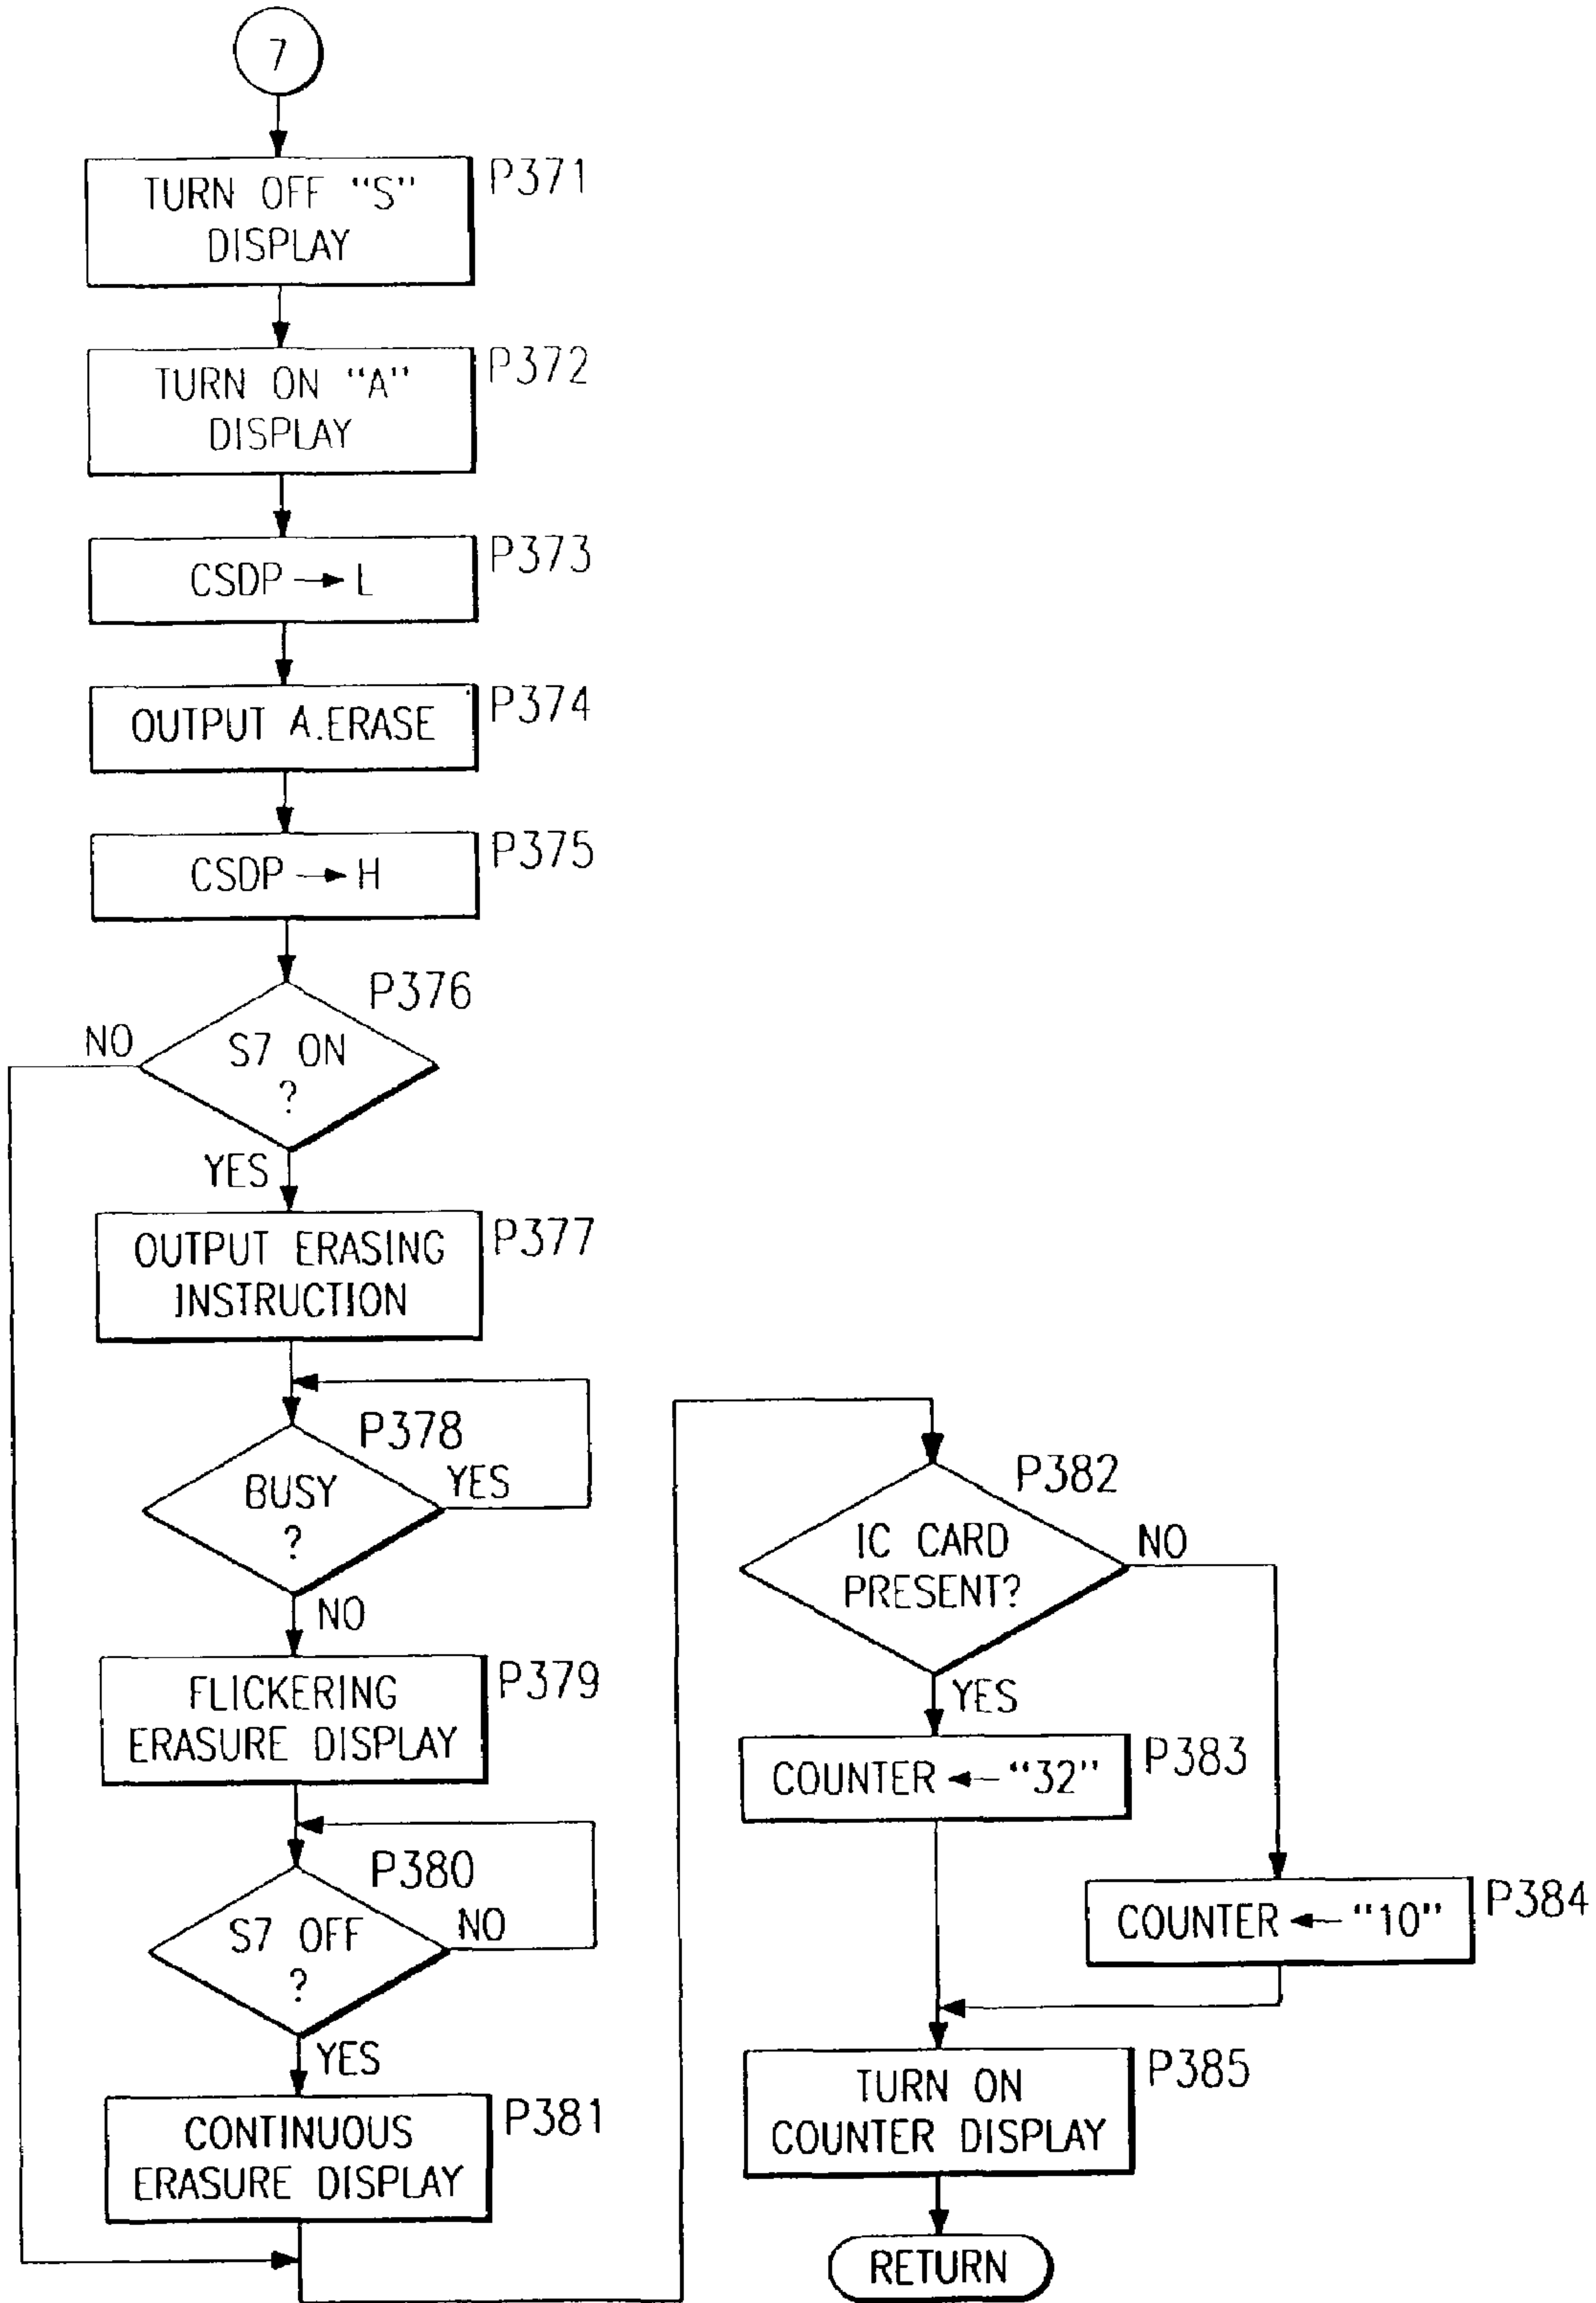 7
TURN OFF "S"
DISPLAY
P371
TURN ON "A"
DISPLAY
P372
CSDP → L
P373
OUTPUT A.ERASE
P374
CSDP → H
P375
P376
S7 ON
?
NO
YES
OUTPUT ERASING
INSTRUCTION
P377
P378
BUSY
?
YES
NO
FLICKERING
ERASURE DISPLAY
P379
P380
S7 OFF
?
NO
YES
CONTINUOUS
ERASURE DISPLAY
P381
P382
IC CARD
PRESENT?
NO
YES
COUNTER ← "32"
P383
COUNTER ← "10"
P384
TURN ON
COUNTER DISPLAY
P385
RETURN